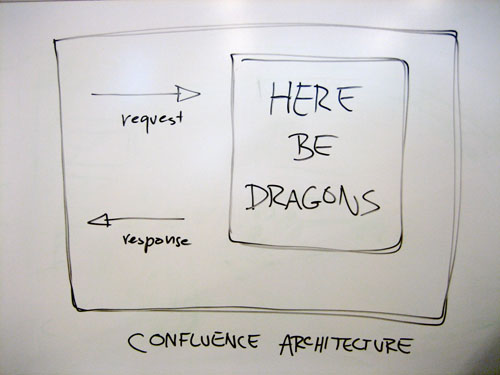 request
response
HERE
BE
DRAGONS
CONFLUENCE ARCHITECTURE